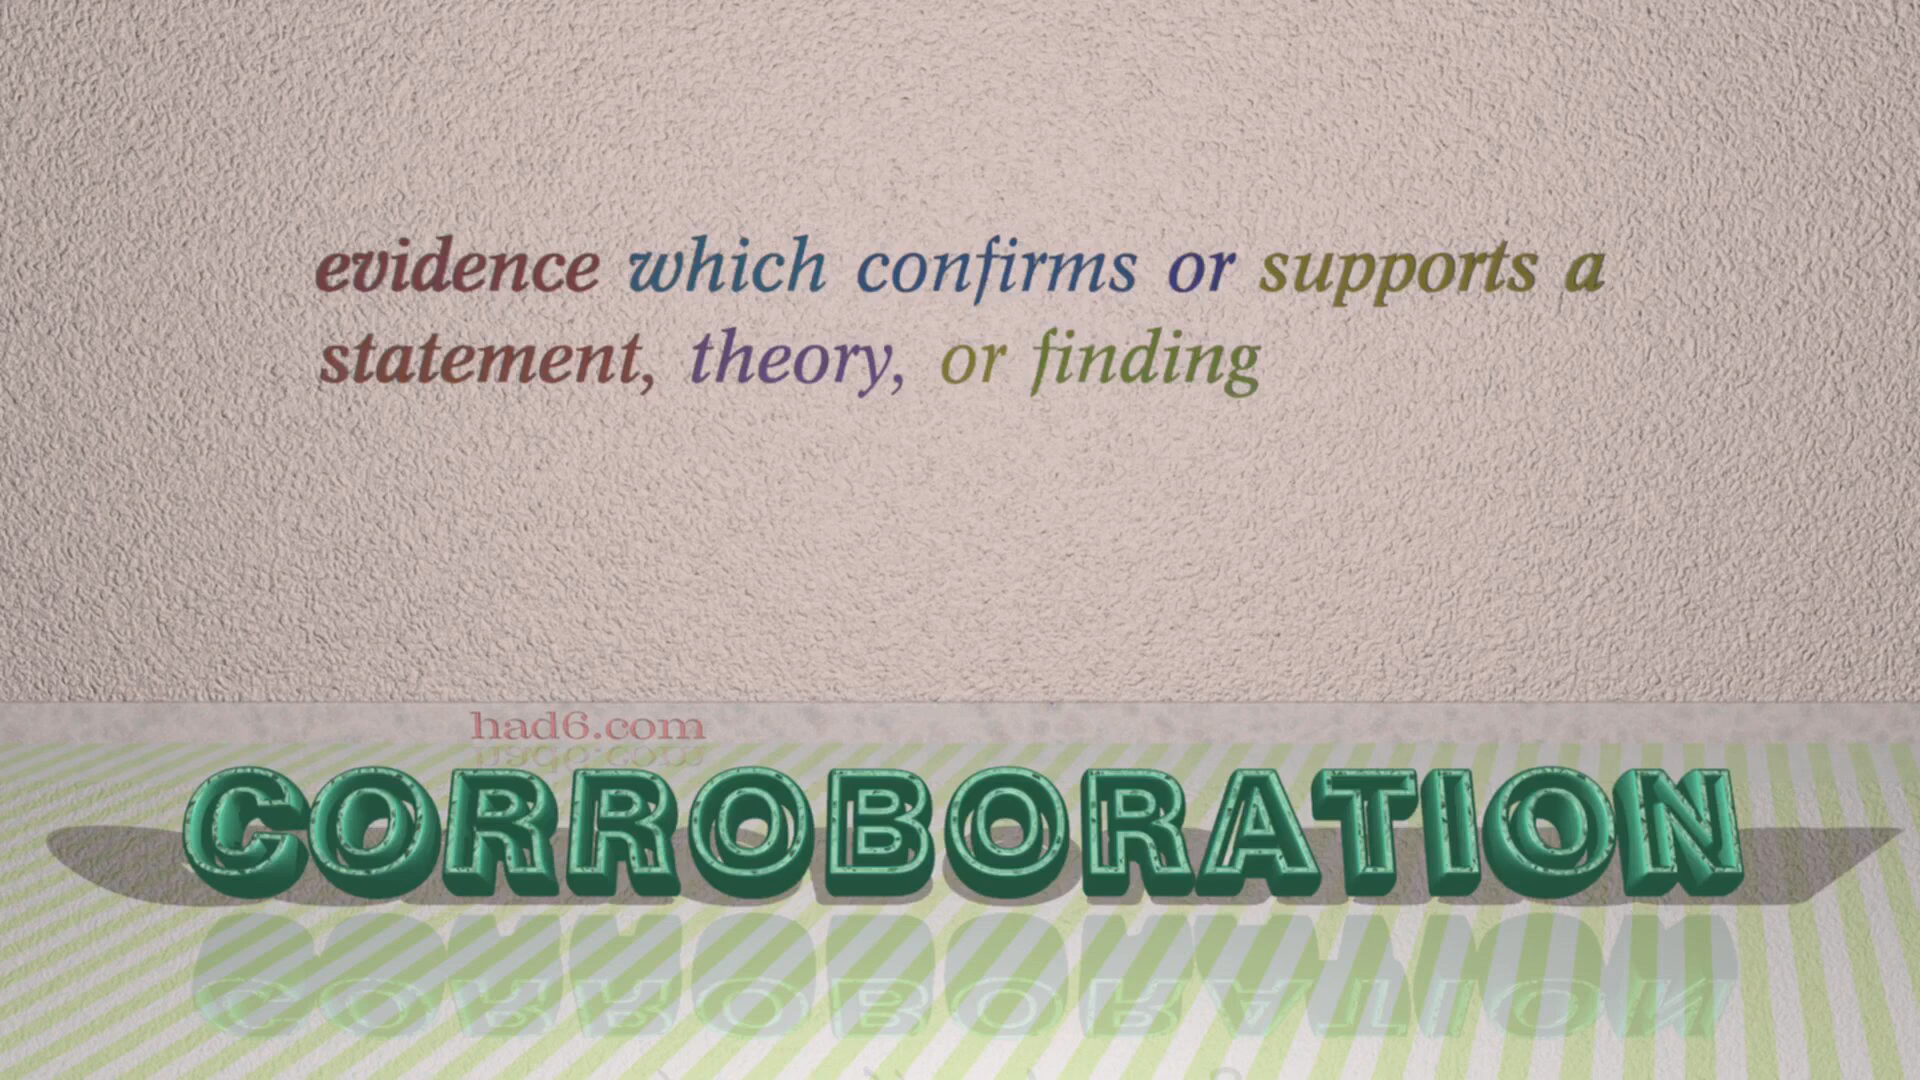 evidence which confirms or supports a
statement, theory, or finding
had6.com
CORROBORATION